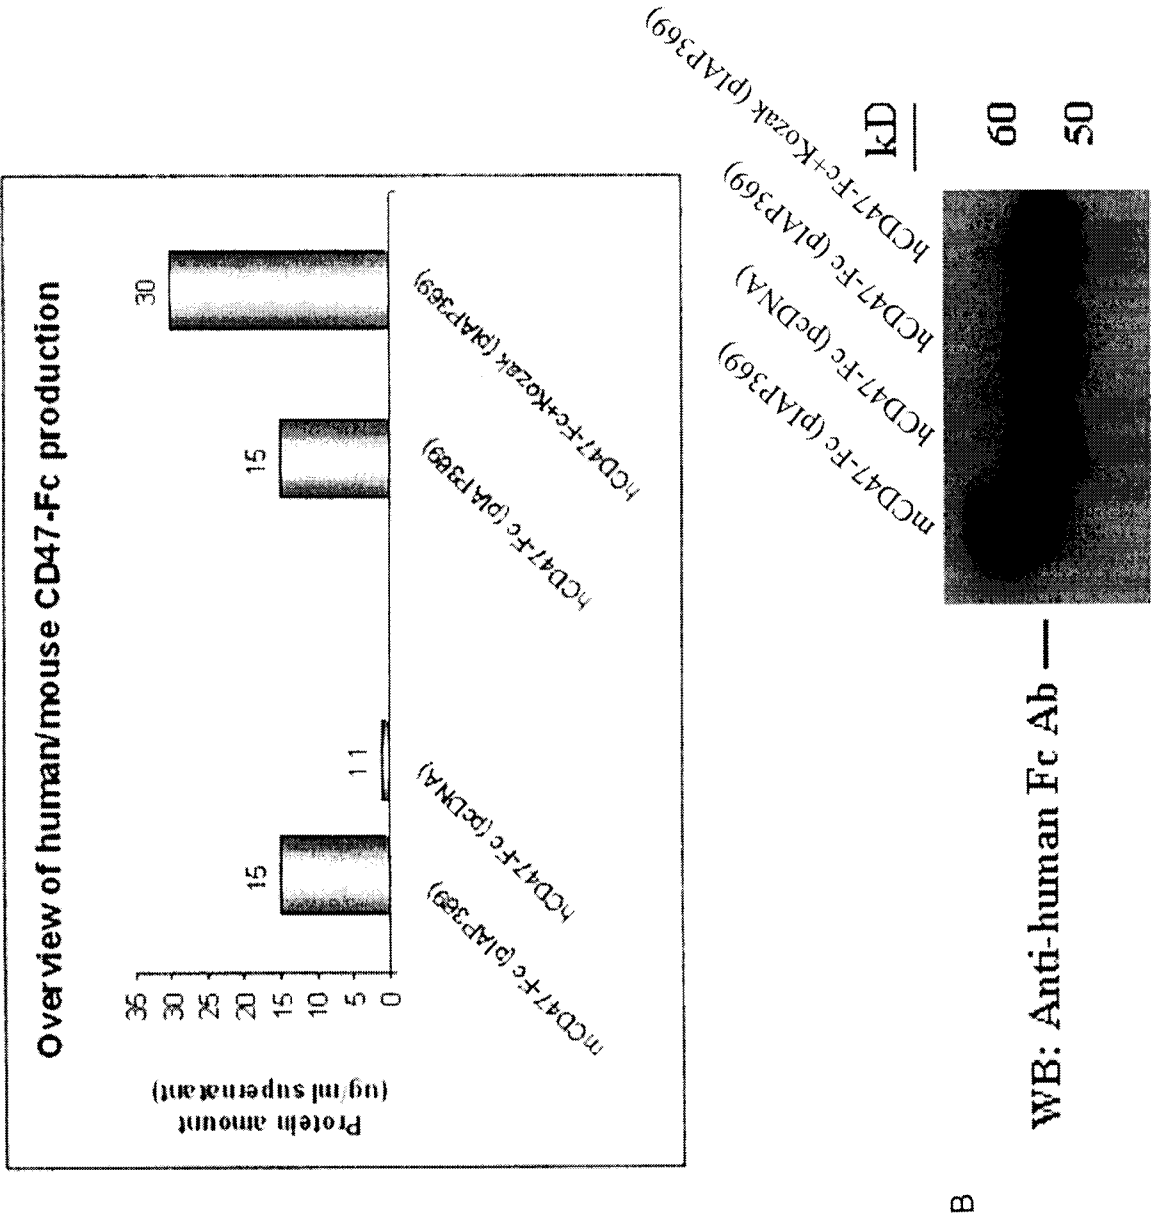 Overview of human/mouse CD47-Fc production
Protein amount
(ug/ml supernatant)
35
30
25
20
15
10
5
0
15
1 1
15
30
mCD47-Fc (pIAP369)
hCD47-Fc (pcDNA)
hCD47-Fc (pIAP369)
hCD47-Fc+Kozak (pIAP369)
B
mCD47-Fc (pIAP369)
hCD47-Fc (pcDNA)
hCD47-Fc (pIAP369)
hCD47-Fc+Kozak (pIAP369)
kD
60
50
WB: Anti-human Fc Ab